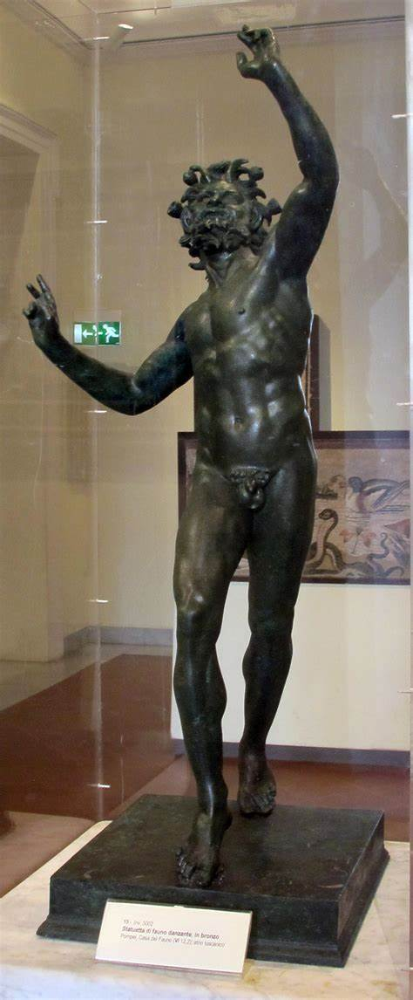 15 - Inv. 5002
Statuetta di fauno danzante, in bronzo
Pompei, Casa del Fauno (VI 12,2), atrio tuscanico